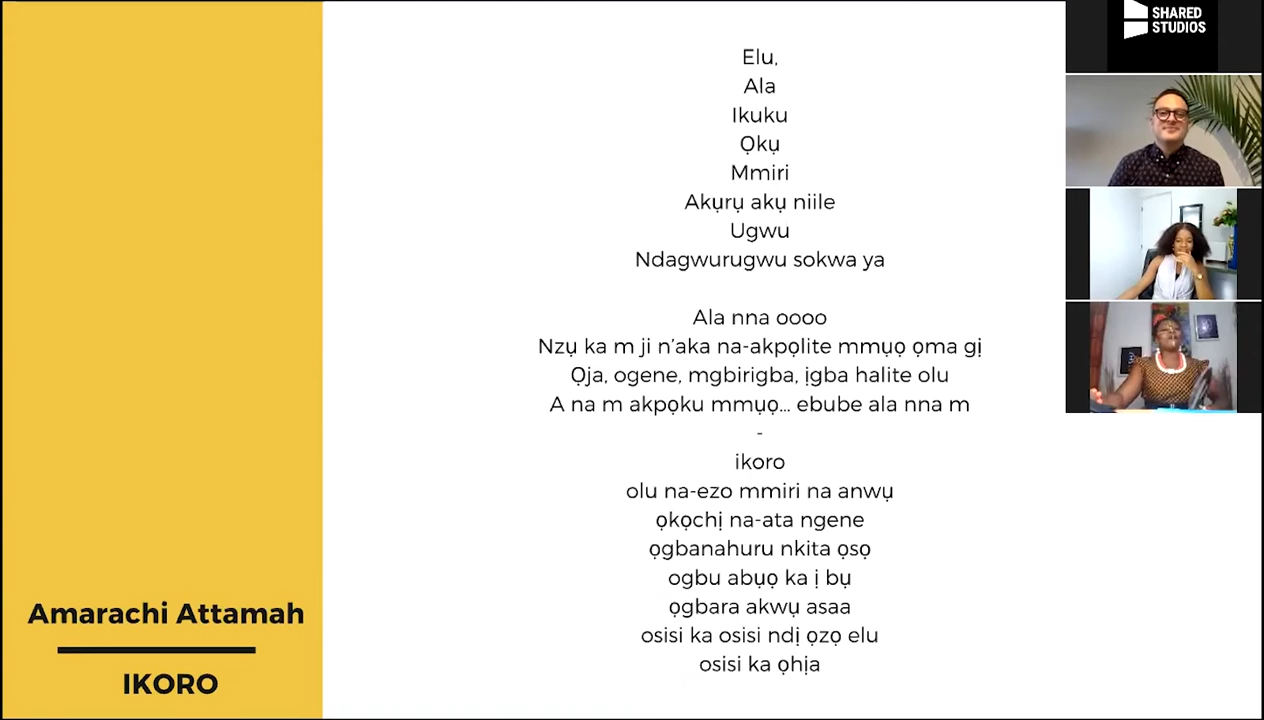 Elu,
Ala
Ikuku
Ọkụ
Mmiri
Akụrụ akụ niile
Ugwu
Ndagwurugwu sokwa ya
Ala nna oooo
Nzụ ka m ji n’aka na-akpọlite mmụọ ọma gị
Ọja, ogene, mgbirigba, ịgba halite olu
A na m akpọku mmụọ... ebube ala nna m
-
ikoro
olu na-ezo mmiri na anwụ
ọkọchị na-ata ngene
ọgbanahuru nkita ọsọ
ogbu abụọ ka ị bụ
ọgbara akwụ asaa
osisi ka osisi ndị ọzọ elu
osisi ka ọhịa
Amarachi Attamah
IKORO
SHARED
STUDIOS